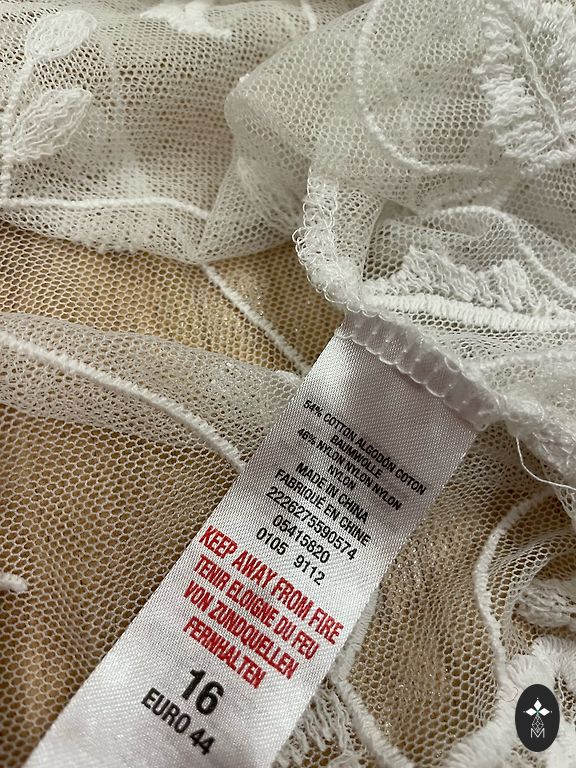 54% COTTON ALGODÓN COTON
BAUMWOLLE
46% NYLON NYLON NYLON
NYLON
MADE IN CHINA
FABRIQUÉ EN CHINE
2226275590574
05415820
0105 9112
KEEP AWAY FROM FIRE
TENIR ELOIGNE DU FEU
VON ZUNDQUELLEN
FERNHALTEN
16
EURO 44
M